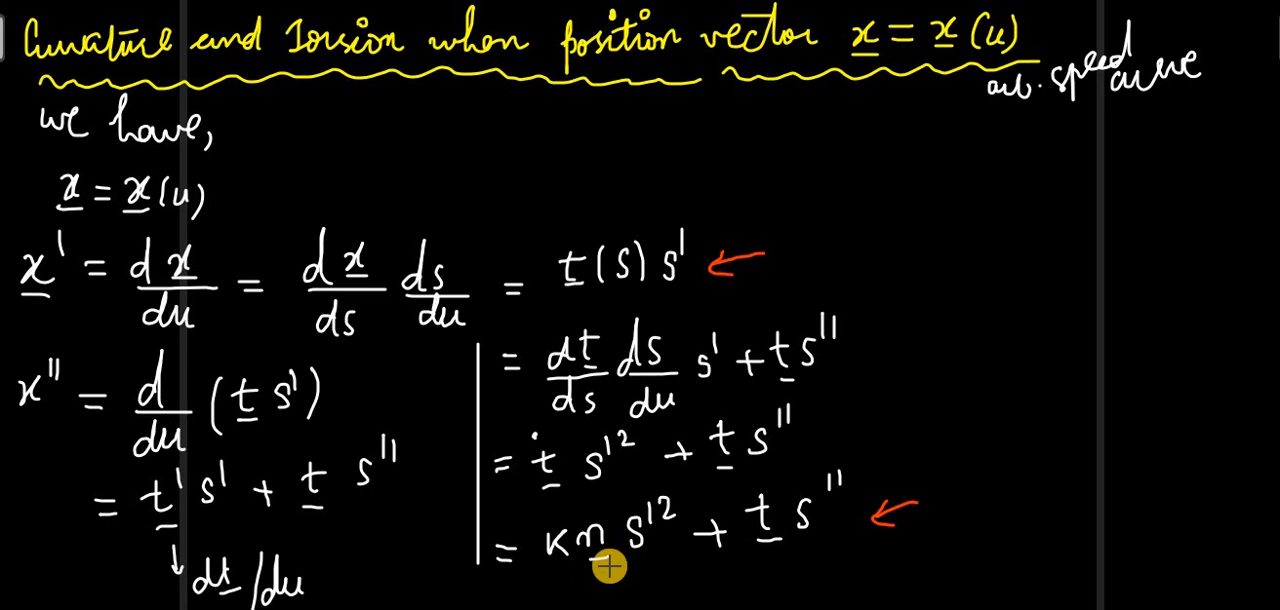 Curvature and Torsion when position vector x = x(u)
arb. speed curve
we have,
x = x(u)
x' = dx/du = dx/ds ds/du = t(s) s' ←
x'' = d/du (t s')
= t's' + t s''
↓ dt/du
= dt/ds ds/du s' + t s''
= ṫ s'² + t s''
= κn s'² + t s'' ←